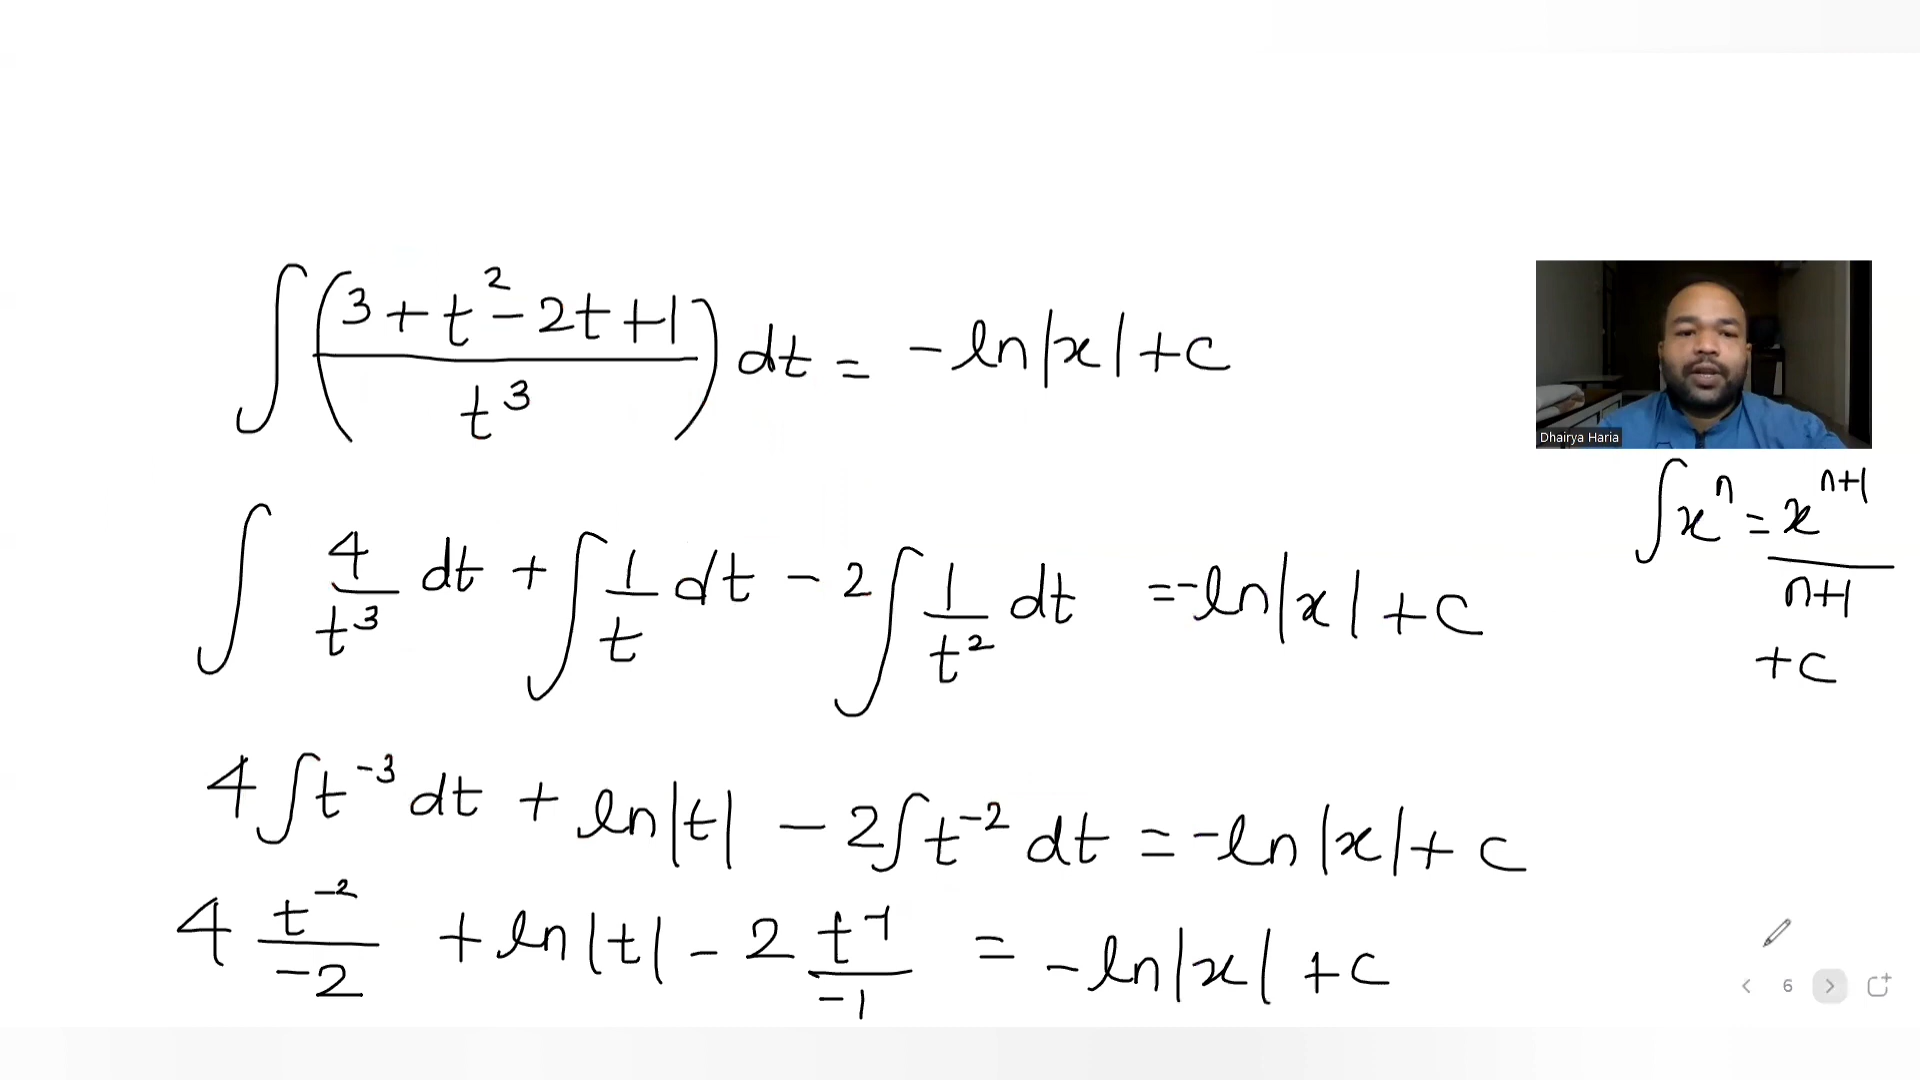 ∫ ((3 + t² - 2t + 1) / t³) dt = - ln|x| + c
Dhairya Haria
∫ xⁿ = xⁿ⁺¹ / (n+1)
+ c
∫ 4/t³ dt + ∫ 1/t dt - 2 ∫ 1/t² dt = - ln|x| + c
4 ∫ t⁻³ dt + ln|t| - 2 ∫ t⁻² dt = - ln|x| + c
4 t⁻²/-2 + ln|t| - 2 t⁻¹/-1 = - ln|x| + c
6